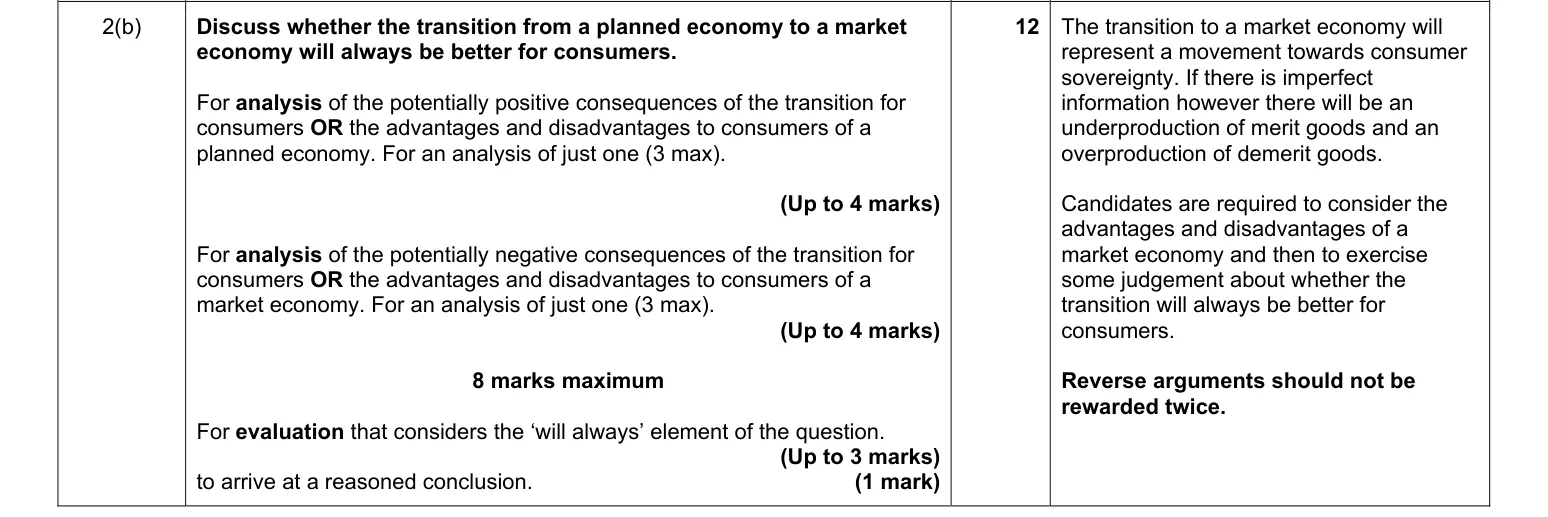 2(b)
Discuss whether the transition from a planned economy to a market
economy will always be better for consumers.
For analysis of the potentially positive consequences of the transition for
consumers OR the advantages and disadvantages to consumers of a
planned economy. For an analysis of just one (3 max).
(Up to 4 marks)
For analysis of the potentially negative consequences of the transition for
consumers OR the advantages and disadvantages to consumers of a
market economy. For an analysis of just one (3 max).
(Up to 4 marks)
8 marks maximum
For evaluation that considers the ‘will always’ element of the question.
(Up to 3 marks)
to arrive at a reasoned conclusion. (1 mark)
12
The transition to a market economy will
represent a movement towards consumer
sovereignty. If there is imperfect
information however there will be an
underproduction of merit goods and an
overproduction of demerit goods.
Candidates are required to consider the
advantages and disadvantages of a
market economy and then to exercise
some judgement about whether the
transition will always be better for
consumers.
Reverse arguments should not be
rewarded twice.